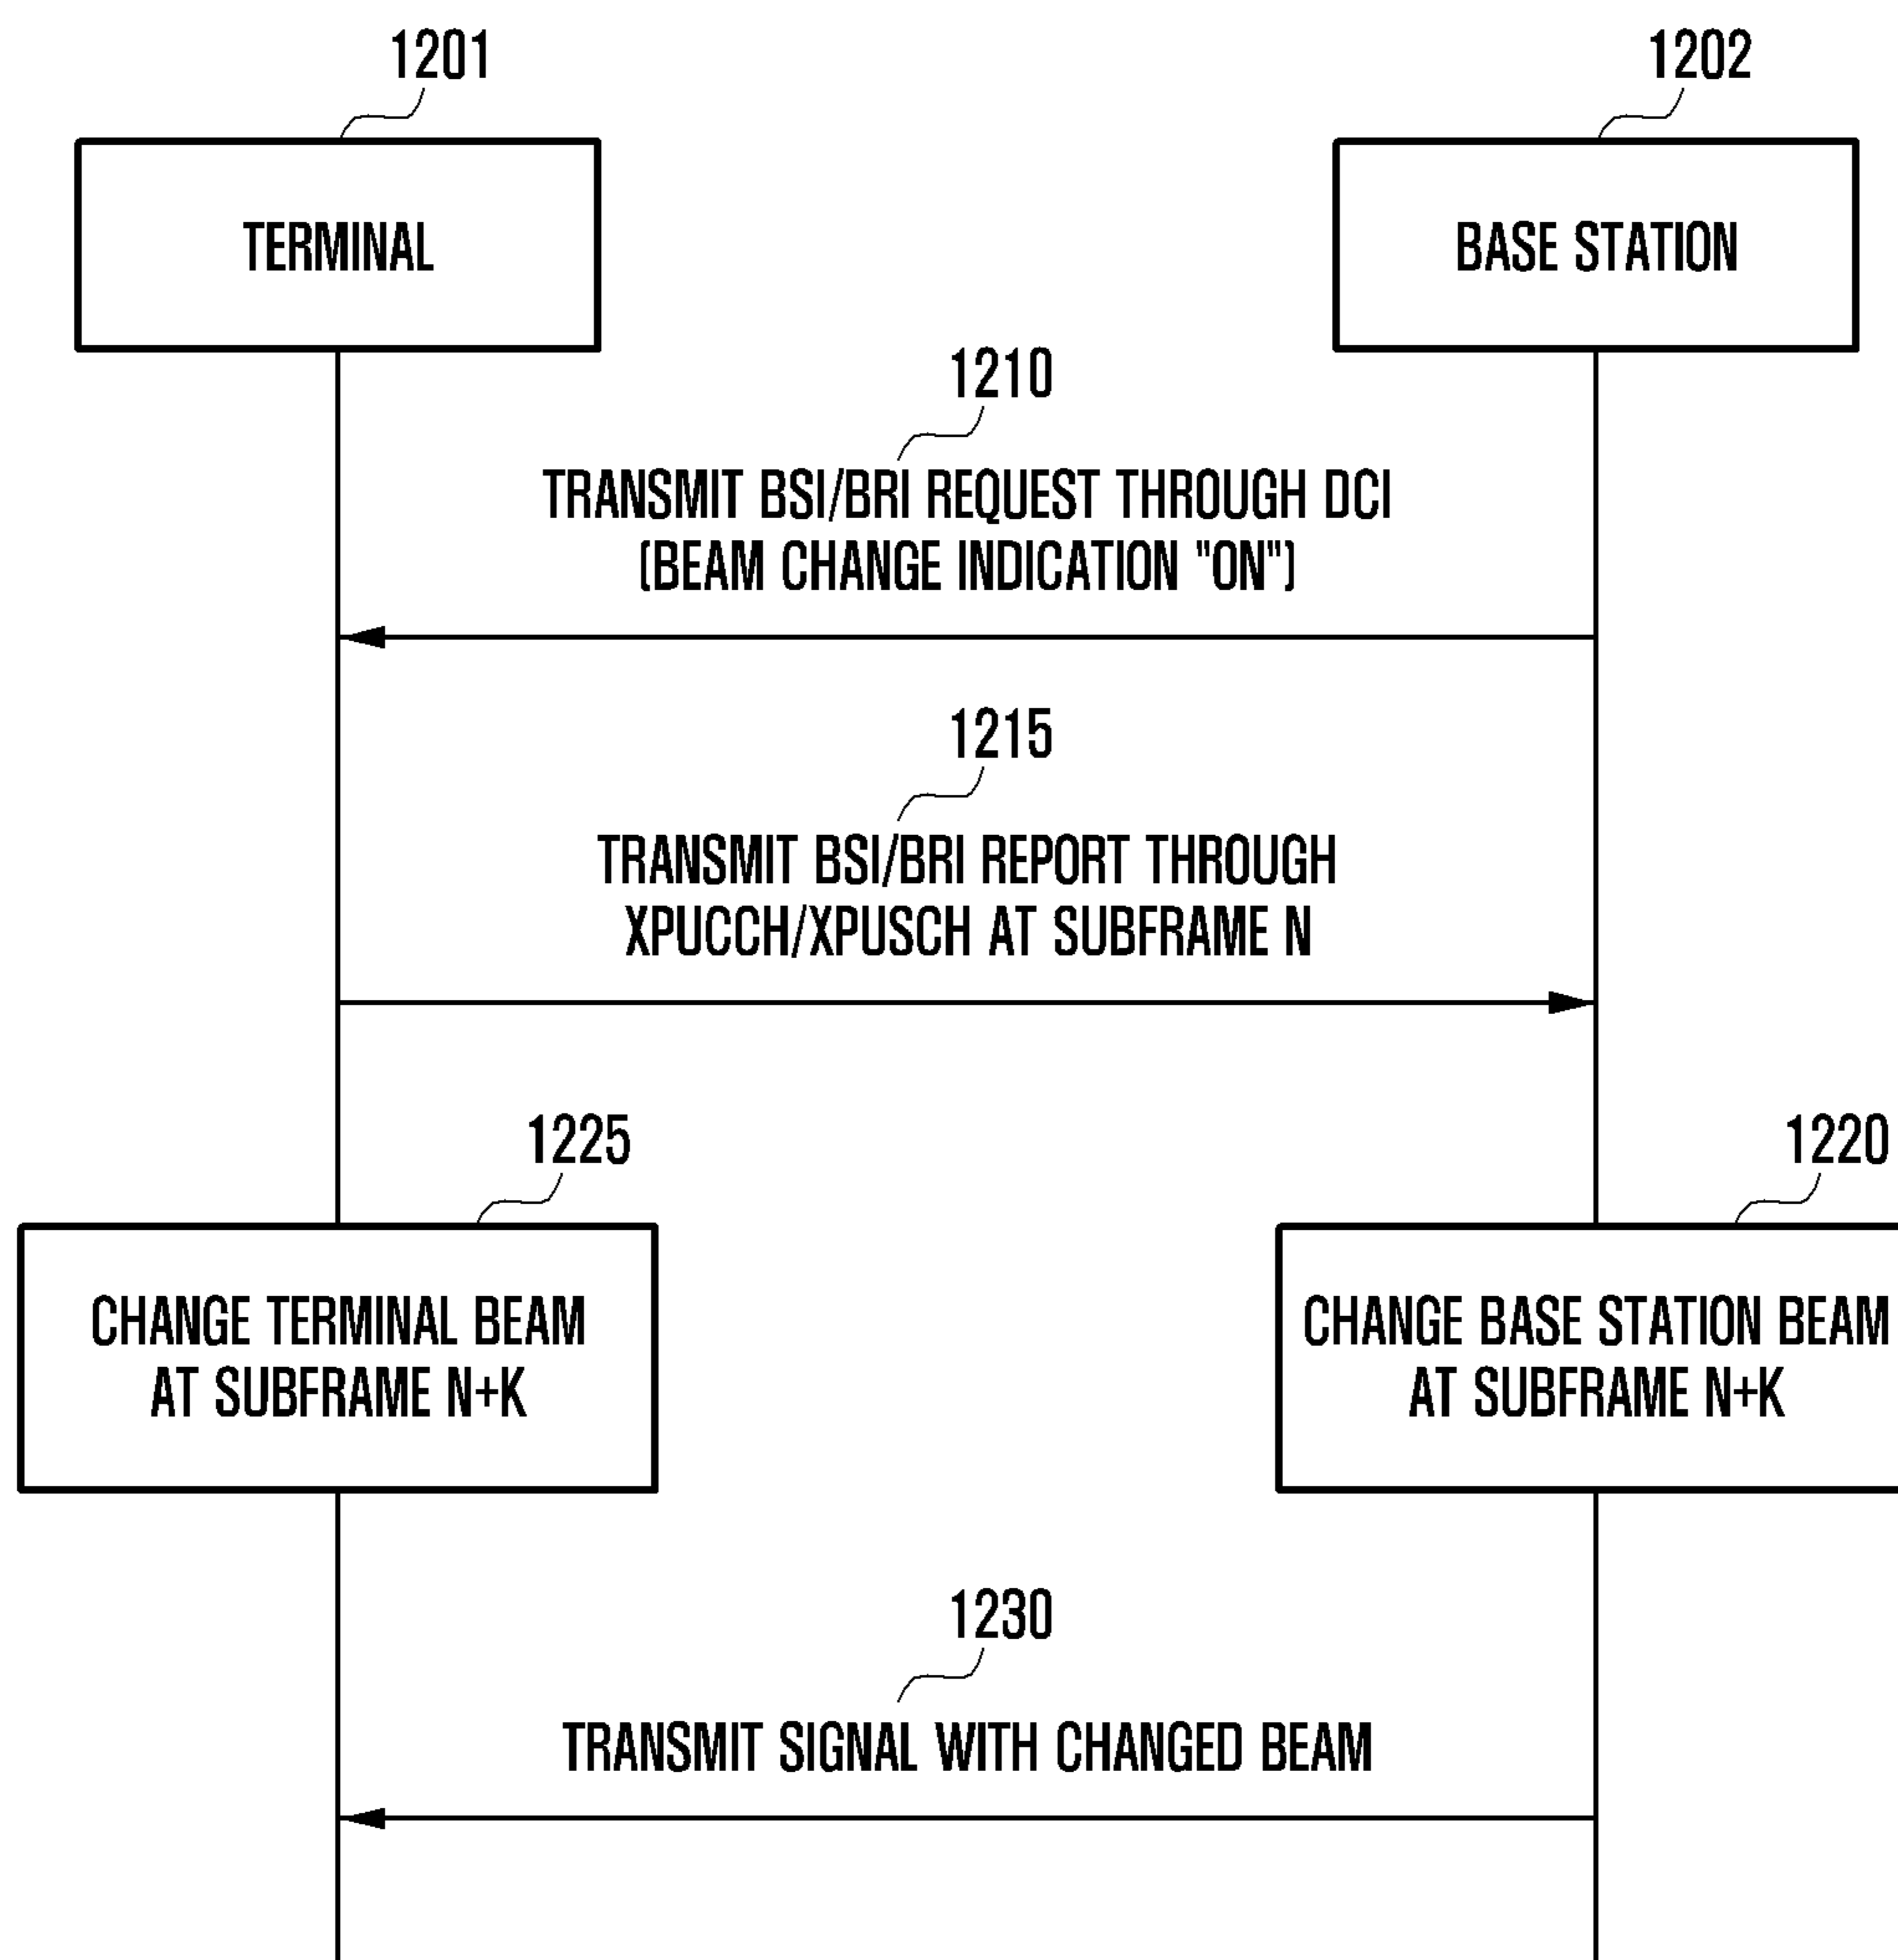 1201
1202
TERMINAL
BASE STATION
1210
TRANSMIT BSI/BRI REQUEST THROUGH DCI
(BEAM CHANGE INDICATION "ON")
1215
TRANSMIT BSI/BRI REPORT THROUGH
XPUCCH/XPUSCH AT SUBFRAME N
1225
1220
CHANGE TERMINAL BEAM
AT SUBFRAME N+K
CHANGE BASE STATION BEAM
AT SUBFRAME N+K
1230
TRANSMIT SIGNAL WITH CHANGED BEAM